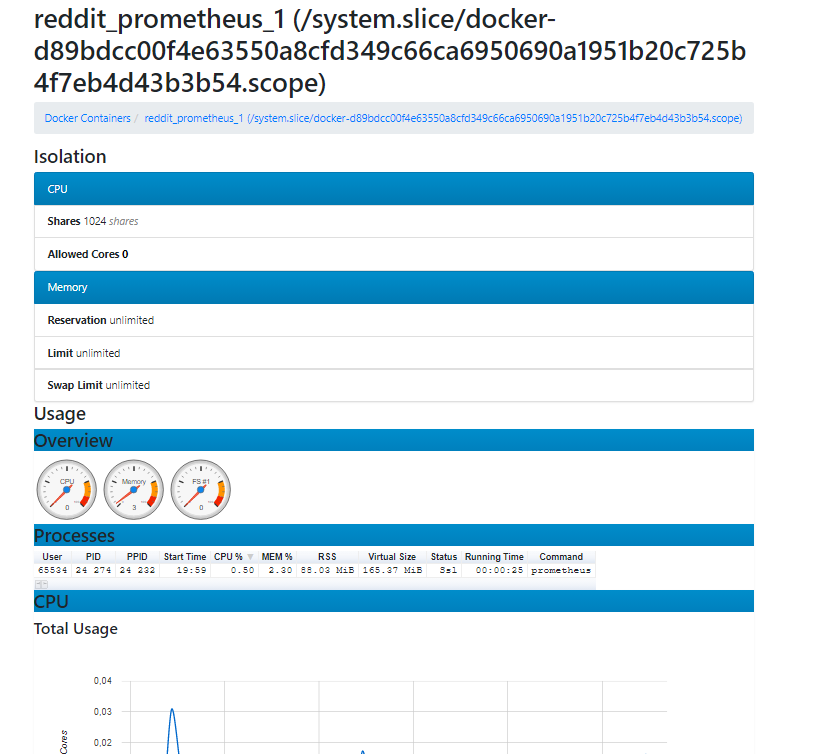 reddit_prometheus_1 (/system.slice/docker-
d89bdcc00f4e63550a8cfd349c66ca6950690a1951b20c725b
4f7eb4d43b3b54.scope)
Docker Containers / reddit_prometheus_1 (/system.slice/docker-d89bdcc00f4e63550a8cfd349c66ca6950690a1951b20c725b4f7eb4d43b3b54.scope)
Isolation
CPU
Shares 1024 shares
Allowed Cores 0
Memory
Reservation unlimited
Limit unlimited
Swap Limit unlimited
Usage
Overview
CPU Memory FS #1
0 3 0
Processes
User PID PPID Start Time CPU % ▼ MEM % RSS Virtual Size Status Running Time Command
65534 24 274 24 232 19:59 0.50 2.30 88.03 MiB 165.37 MiB Ssl 00:00:25 prometheus
CPU
Total Usage
0,04
0,03
0,02
Cores